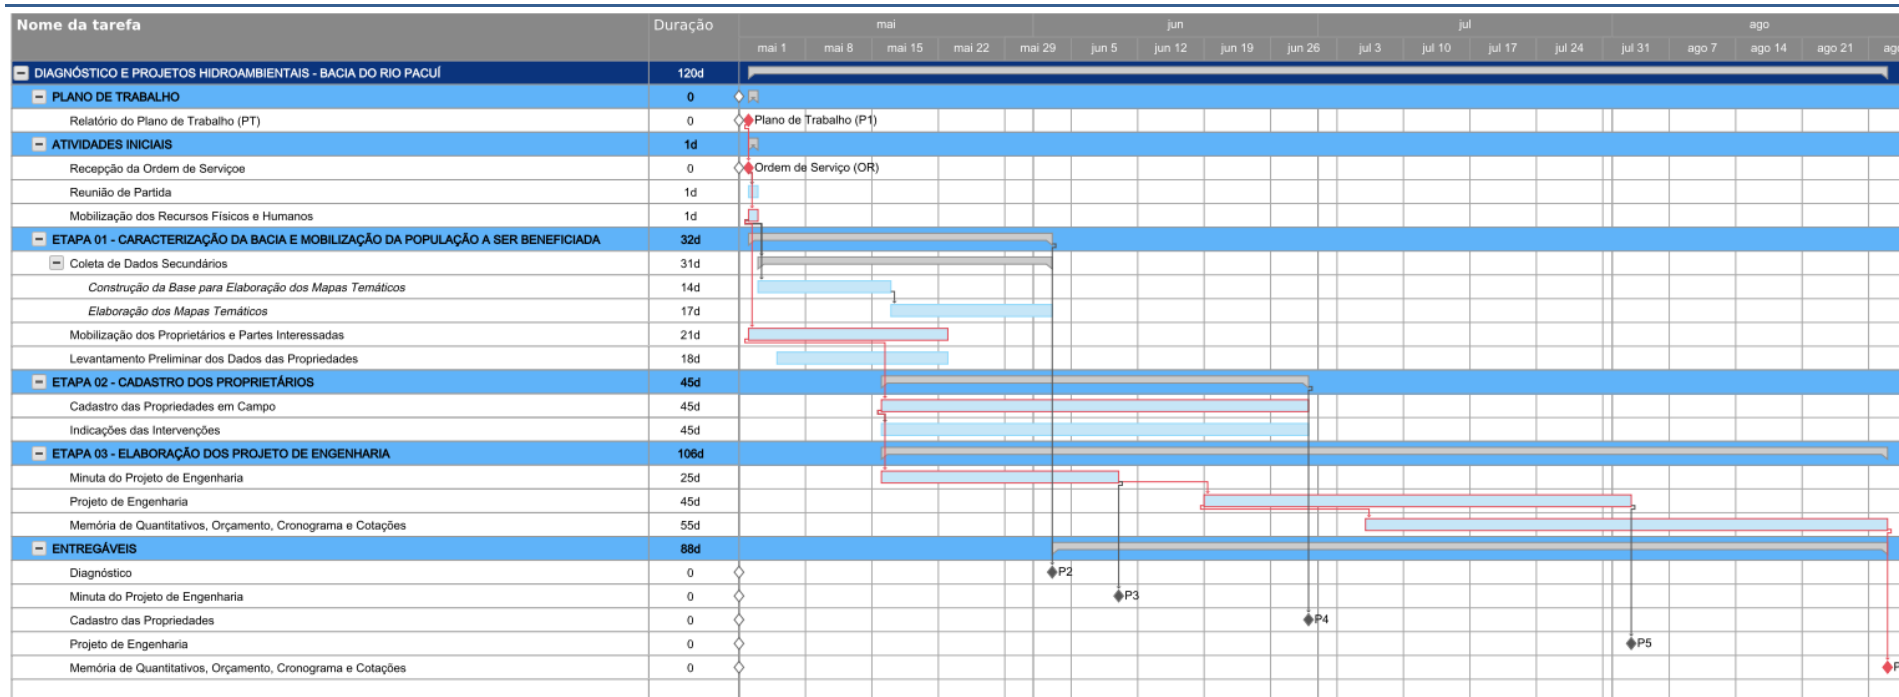 Nome da tarefa Duração mai jun jul ago
mai 1 mai 8 mai 15 mai 22 mai 29 jun 5 jun 12 jun 19 jun 26 jul 3 jul 10 jul 17 jul 24 jul 31 ago 7 ago 14 ago 21
DIAGNÓSTICO E PROJETOS HIDROAMBIENTAIS - BACIA DO RIO PACUÍ 120d
PLANO DE TRABALHO 0
Relatório do Plano de Trabalho (PT) 0 Plano de Trabalho (P1)
ATIVIDADES INICIAIS 1d
Recepção da Ordem de Serviçoe 0 Ordem de Serviço (OR)
Reunião de Partida 1d
Mobilização dos Recursos Físicos e Humanos 1d
ETAPA 01 - CARACTERIZAÇÃO DA BACIA E MOBILIZAÇÃO DA POPULAÇÃO A SER BENEFICIADA 32d
Coleta de Dados Secundários 31d
Construção da Base para Elaboração dos Mapas Temáticos 14d
Elaboração dos Mapas Temáticos 17d
Mobilização dos Proprietários e Partes Interessadas 21d
Levantamento Preliminar dos Dados das Propriedades 18d
ETAPA 02 - CADASTRO DOS PROPRIETÁRIOS 45d
Cadastro das Propriedades em Campo 45d
Indicações das Intervenções 45d
ETAPA 03 - ELABORAÇÃO DOS PROJETO DE ENGENHARIA 106d
Minuta do Projeto de Engenharia 25d
Projeto de Engenharia 45d
Memória de Quantitativos, Orçamento, Cronograma e Cotações 55d
ENTREGÁVEIS 88d
Diagnóstico 0 P2
Minuta do Projeto de Engenharia 0 P3
Cadastro das Propriedades 0 P4
Projeto de Engenharia 0 P5
Memória de Quantitativos, Orçamento, Cronograma e Cotações 0